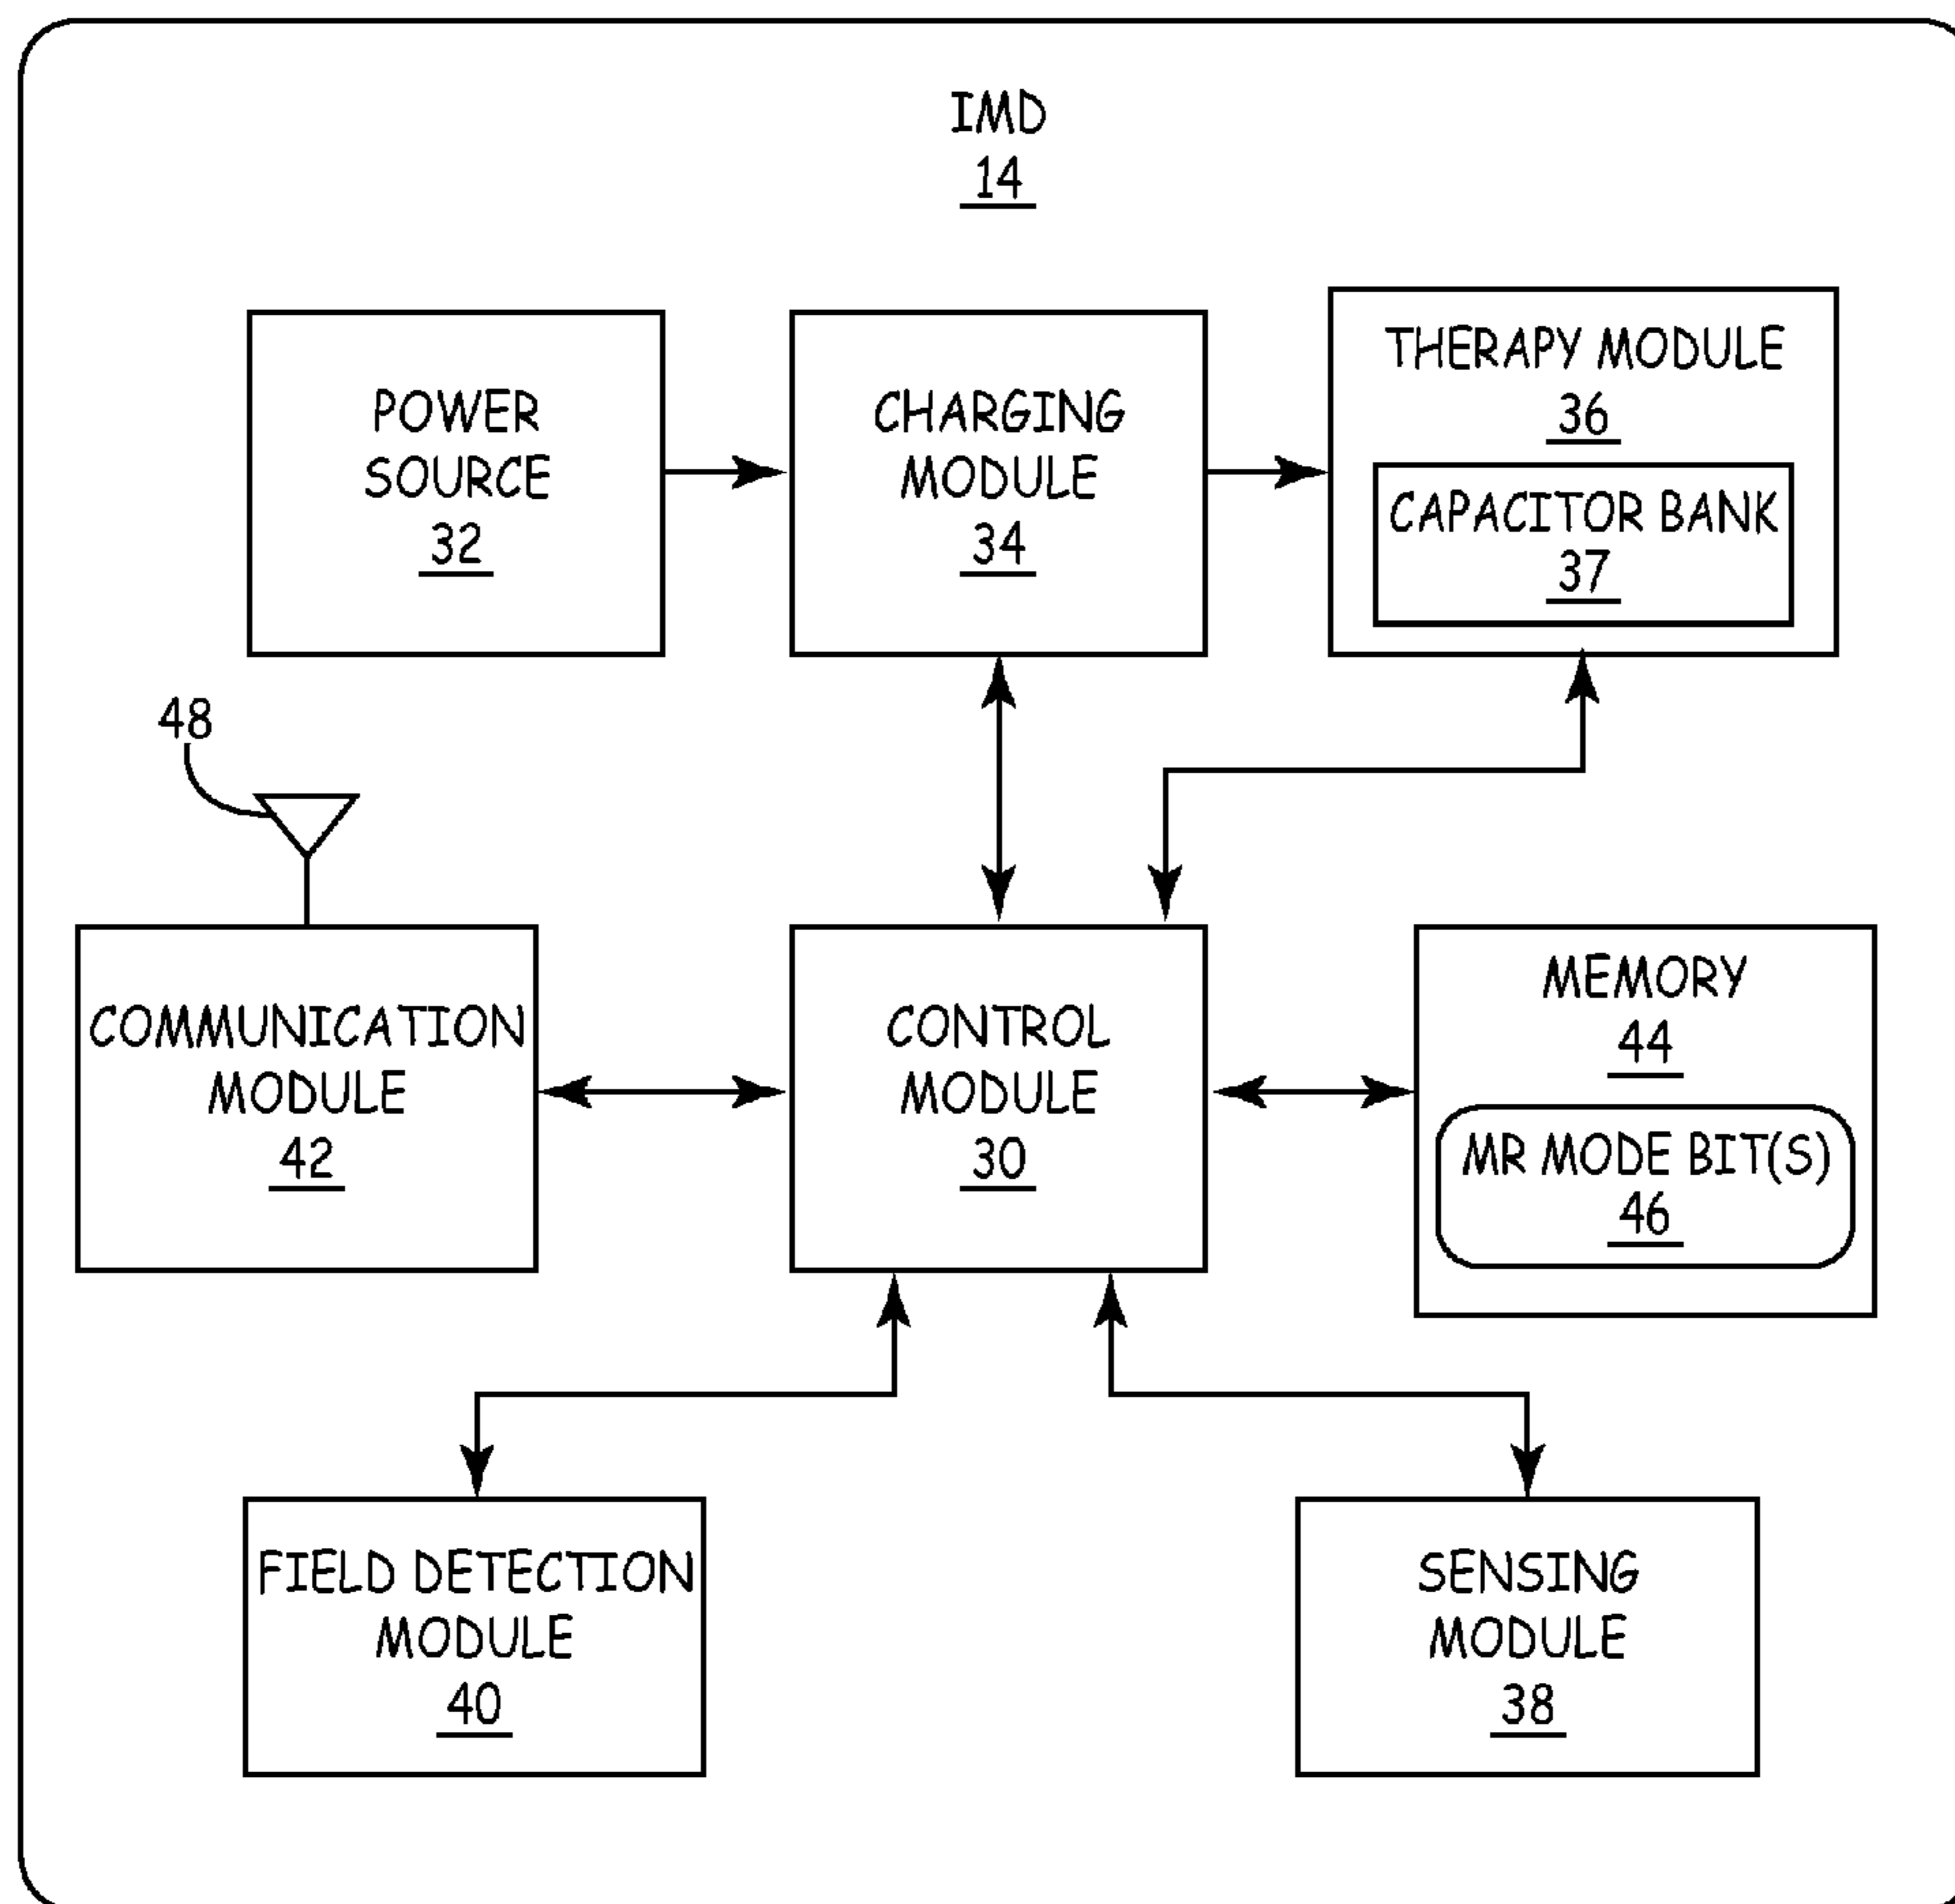 IMD
14
POWER
SOURCE
32
CHARGING
MODULE
34
THERAPY MODULE
36
CAPACITOR BANK
37
48
COMMUNICATION
MODULE
42
CONTROL
MODULE
30
MEMORY
44
MR MODE BIT(S)
46
FIELD DETECTION
MODULE
40
SENSING
MODULE
38